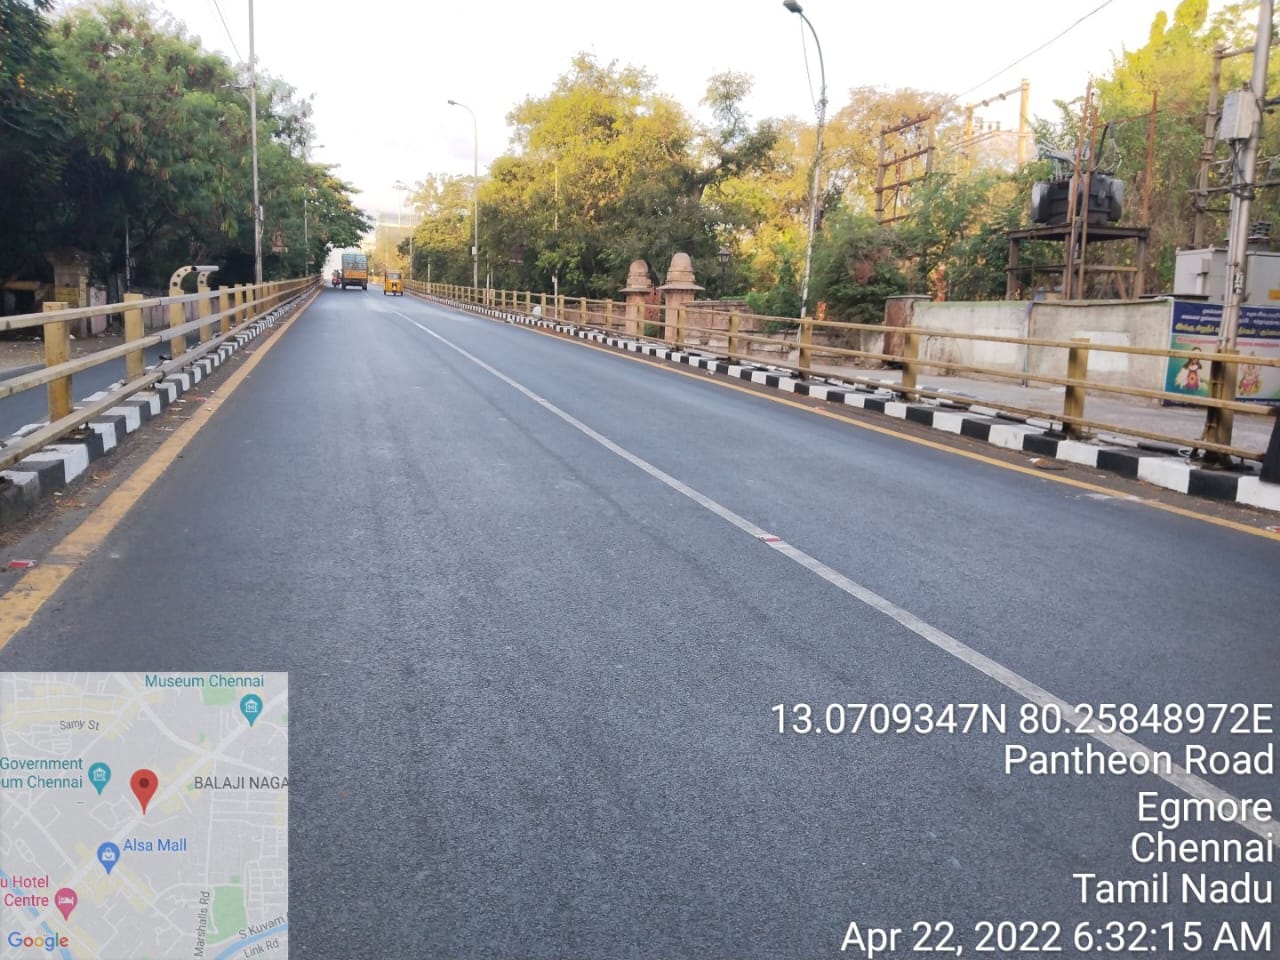 Museum Chennai
Samy St
Government
um Chennai
BALAJI NAGA
Alsa Mall
u Hotel
Centre
Marshalls Rd
S Kuvam
Link Rd
Google
13.0709347N 80.25848972E
Pantheon Road
Egmore
Chennai
Tamil Nadu
Apr 22, 2022 6:32:15 AM